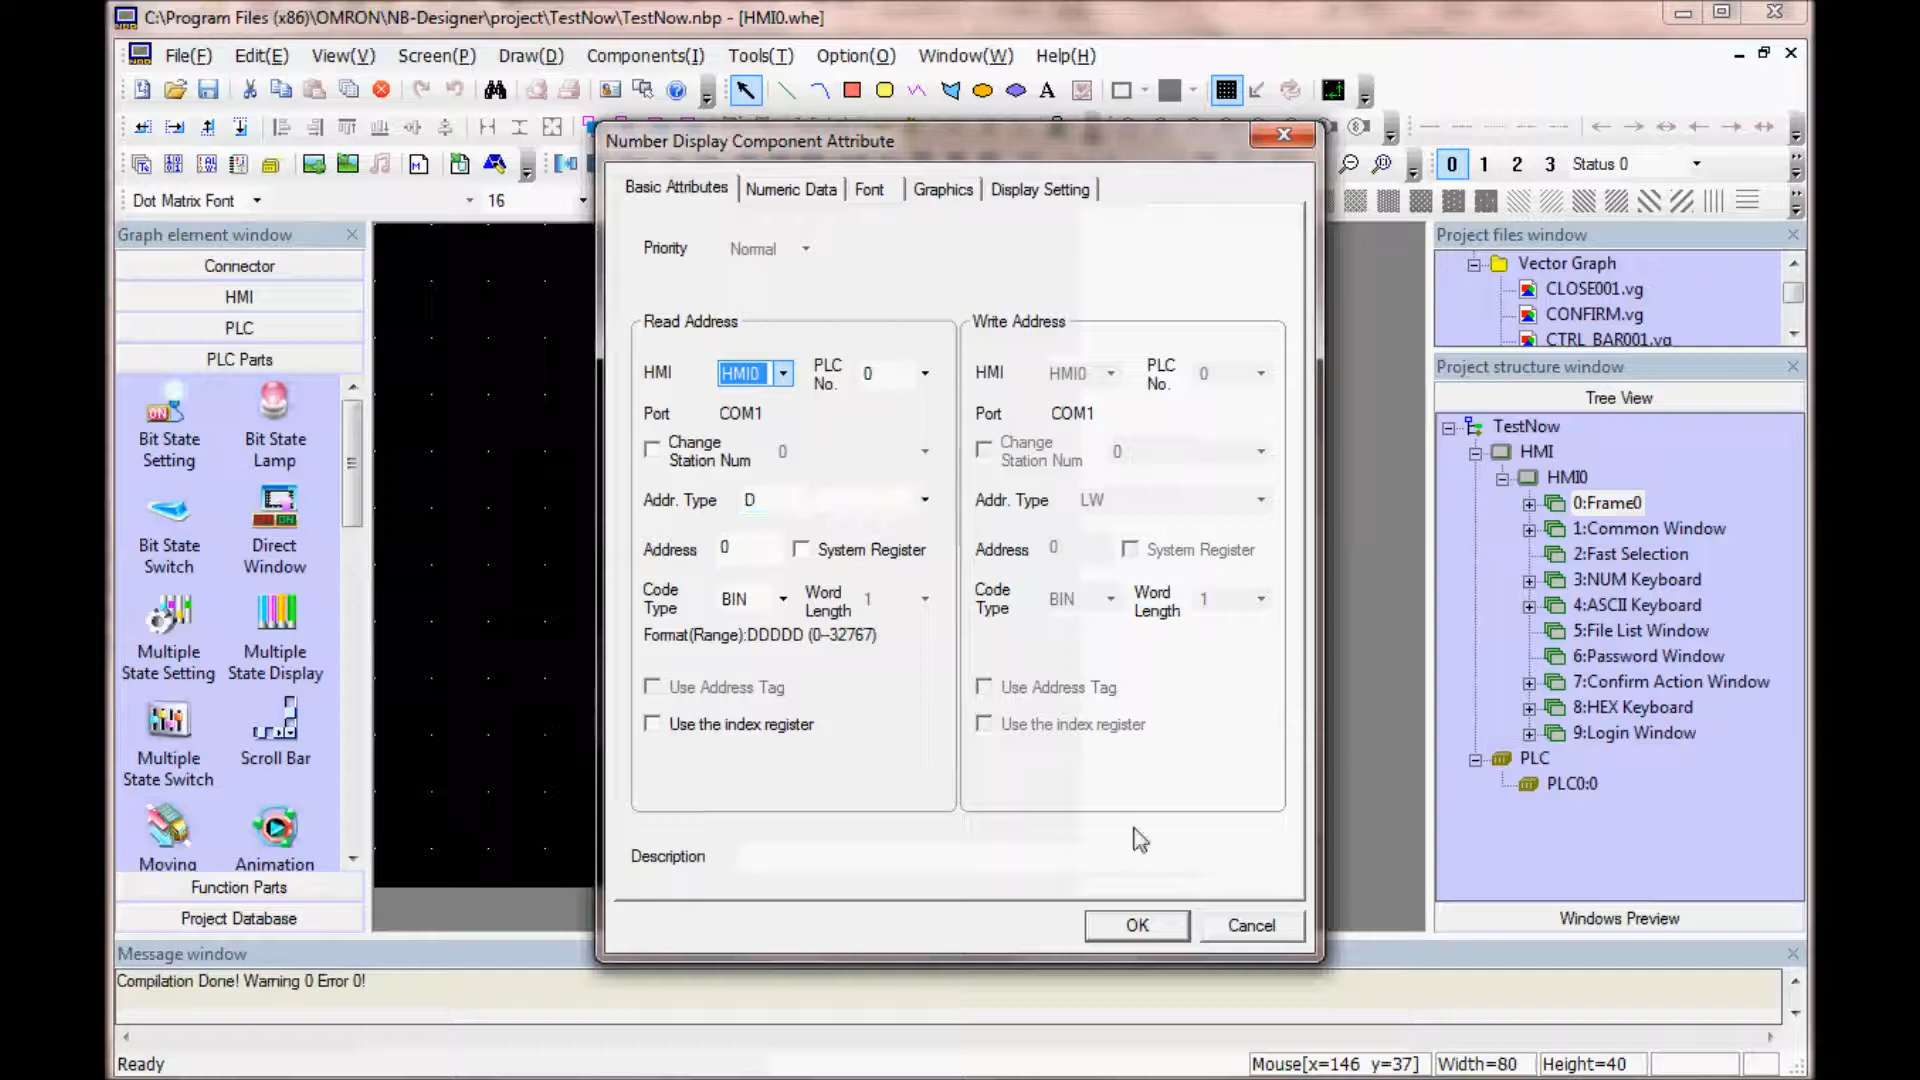 C:\Program Files (x86)\OMRON\NB-Designer\project\TestNow\TestNow.nbp - [HMI0.whe]
File(F) Edit(E) View(V) Screen(P) Draw(D) Components(I) Tools(T) Option(O) Window(W) Help(H)
A
0 1 2 3 Status 0
Dot Matrix Font 16
Graph element window
Connector
HMI
PLC
PLC Parts
Bit State Setting
Bit State Lamp
Bit State Switch
Direct Window
Multiple State Setting
Multiple State Display
Multiple State Switch
Scroll Bar
Moving
Animation
Function Parts
Project Database
Number Display Component Attribute
Basic Attributes Numeric Data Font Graphics Display Setting
Priority Normal
Read Address
HMI HMI0 PLC No. 0
Port COM1
Change Station Num 0
Addr. Type D
Address 0 System Register
Code Type BIN Word Length 1
Format(Range):DDDDD (0--32767)
Use Address Tag
Use the index register
Write Address
HMI HMI0 PLC No. 0
Port COM1
Change Station Num 0
Addr. Type LW
Address 0 System Register
Code Type BIN Word Length 1
Use Address Tag
Use the index register
Description
OK Cancel
Project files window
Vector Graph
CLOSE001.vg
CONFIRM.vg
CTRL_BAR001.vg
Project structure window
Tree View
TestNow
HMI
HMI0
0:Frame0
1:Common Window
2:Fast Selection
3:NUM Keyboard
4:ASCII Keyboard
5:File List Window
6:Password Window
7:Confirm Action Window
8:HEX Keyboard
9:Login Window
PLC
PLC0:0
Windows Preview
Message window
Compilation Done! Warning 0 Error 0!
Ready Mouse[x=146 y=37] Width=80 Height=40